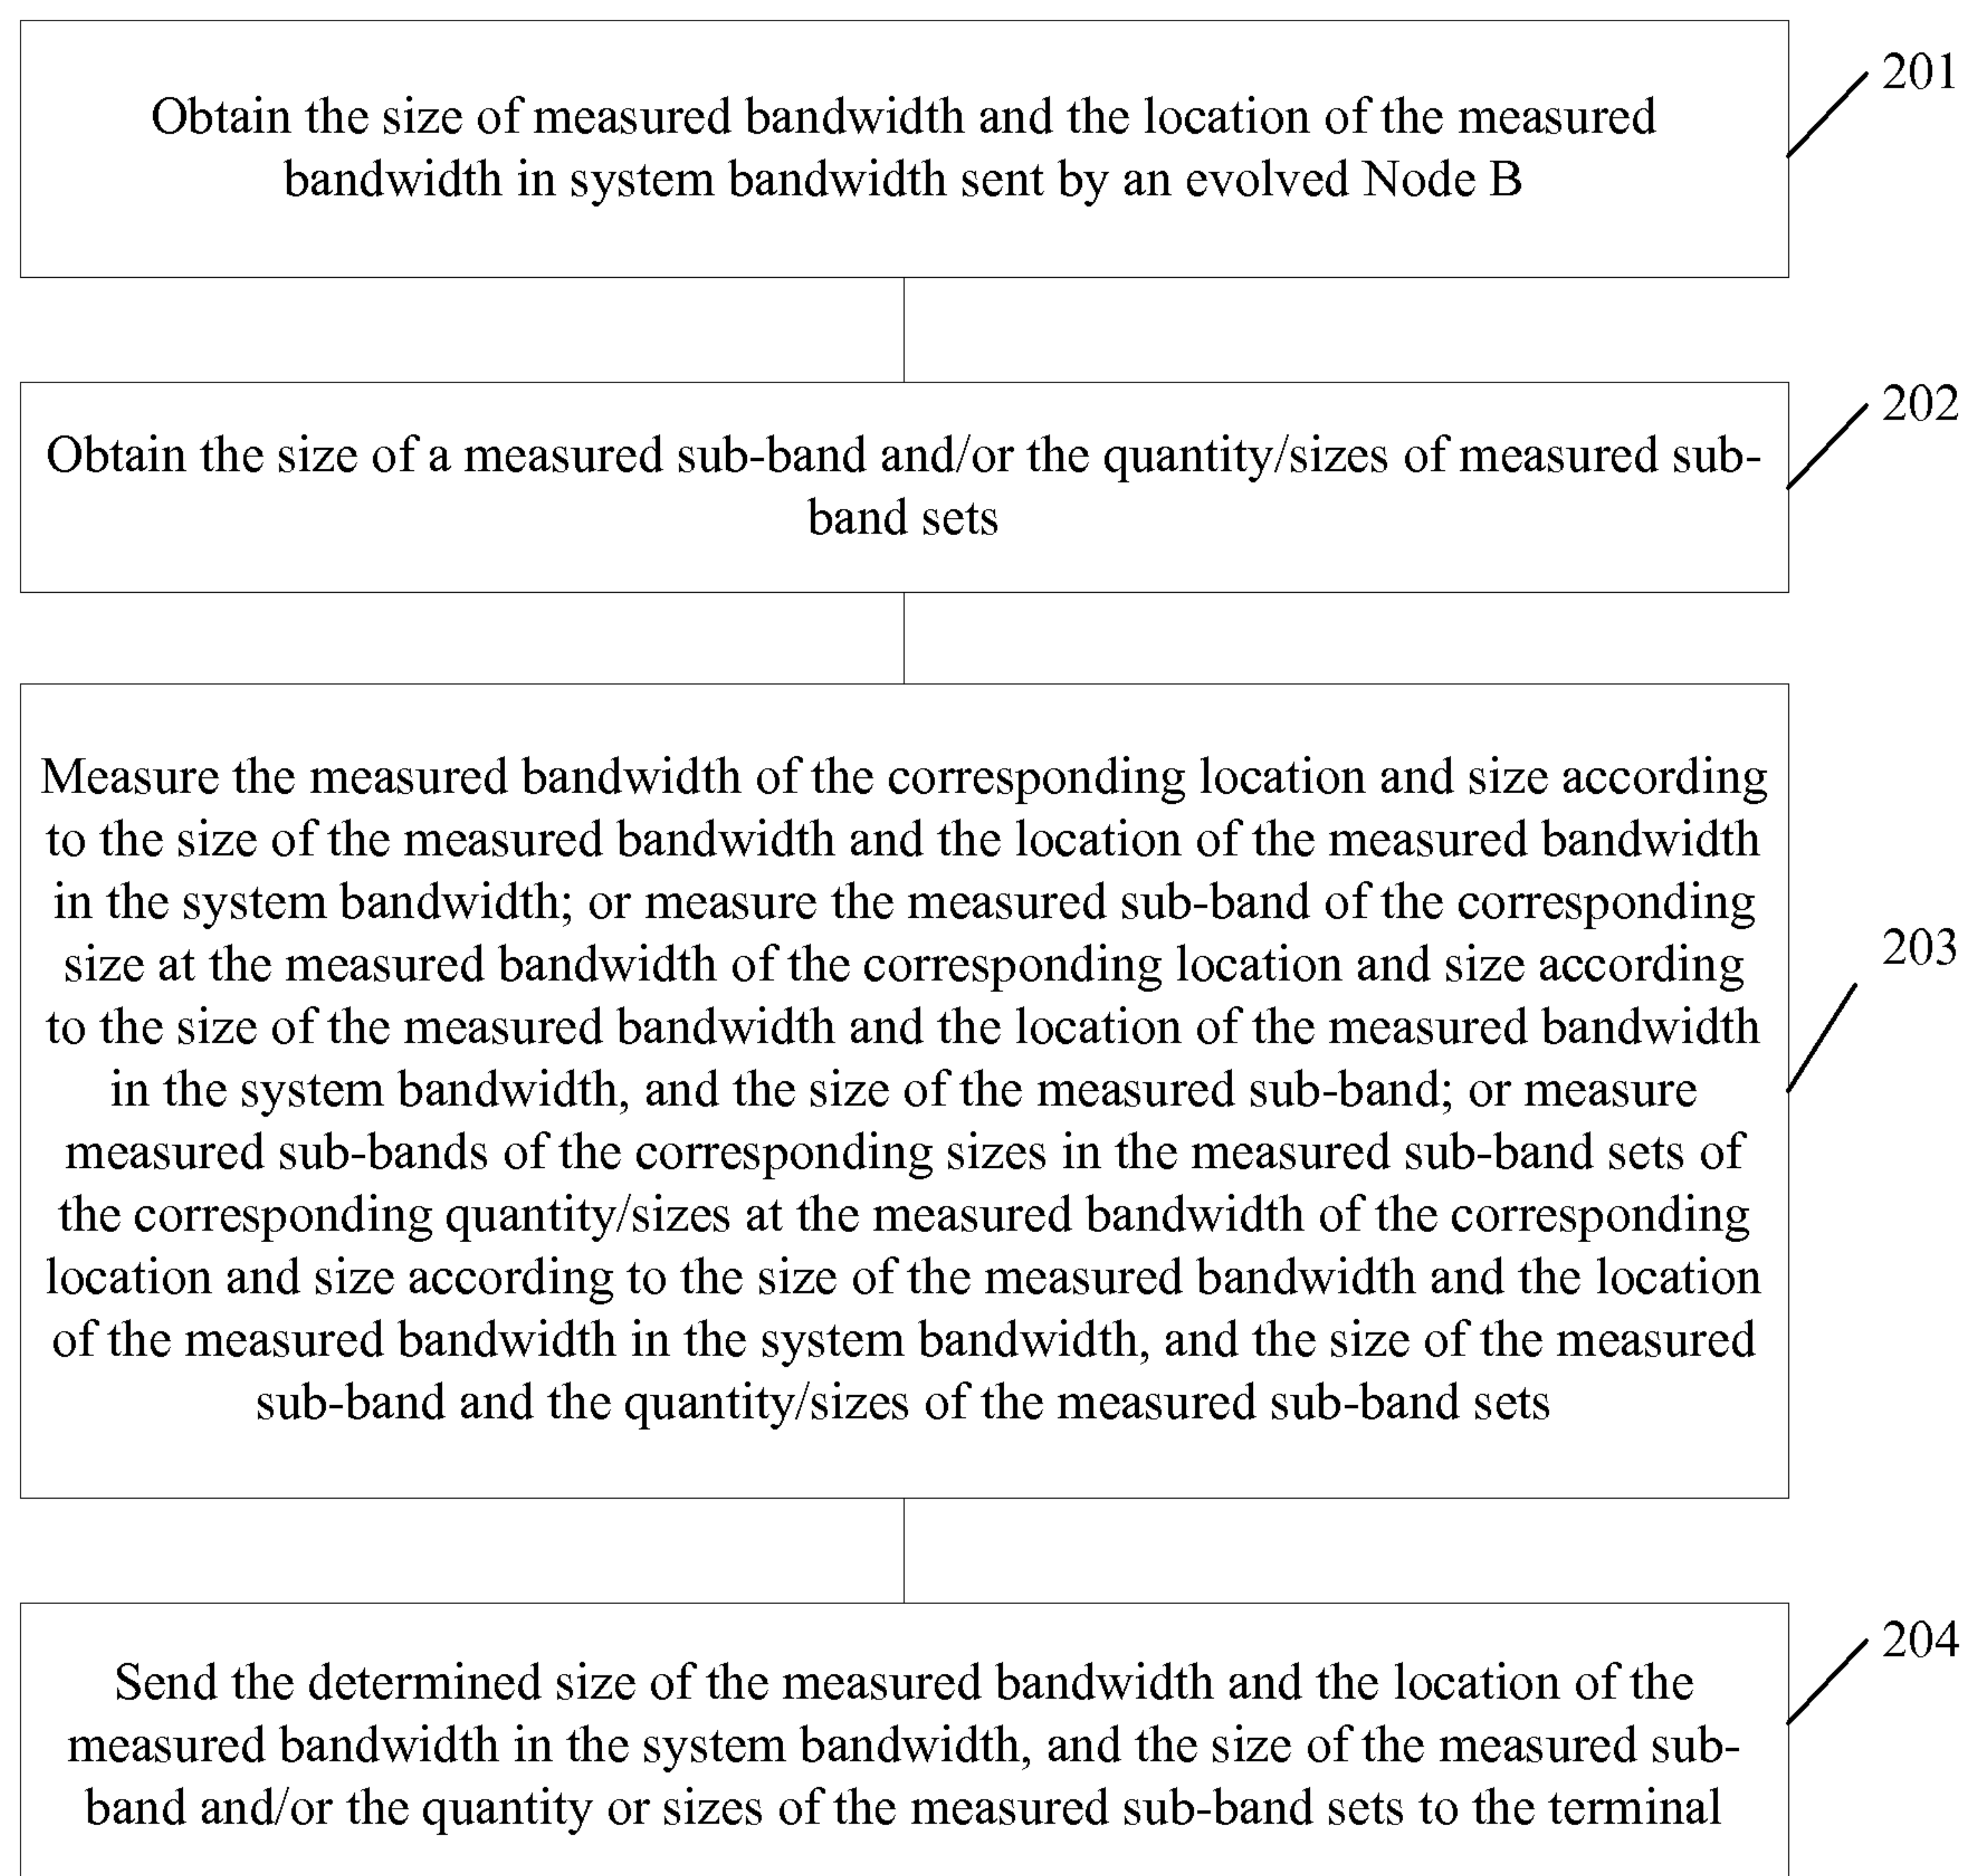 Obtain the size of measured bandwidth and the location of the measured
bandwidth in system bandwidth sent by an evolved Node B
201
Obtain the size of a measured sub-band and/or the quantity/sizes of measured sub-
band sets
202
Measure the measured bandwidth of the corresponding location and size according
to the size of the measured bandwidth and the location of the measured bandwidth
in the system bandwidth; or measure the measured sub-band of the corresponding
size at the measured bandwidth of the corresponding location and size according
to the size of the measured bandwidth and the location of the measured bandwidth
in the system bandwidth, and the size of the measured sub-band; or measure
measured sub-bands of the corresponding sizes in the measured sub-band sets of
the corresponding quantity/sizes at the measured bandwidth of the corresponding
location and size according to the size of the measured bandwidth and the location
of the measured bandwidth in the system bandwidth, and the size of the measured
sub-band and the quantity/sizes of the measured sub-band sets
203
Send the determined size of the measured bandwidth and the location of the
measured bandwidth in the system bandwidth, and the size of the measured sub-
band and/or the quantity or sizes of the measured sub-band sets to the terminal
204